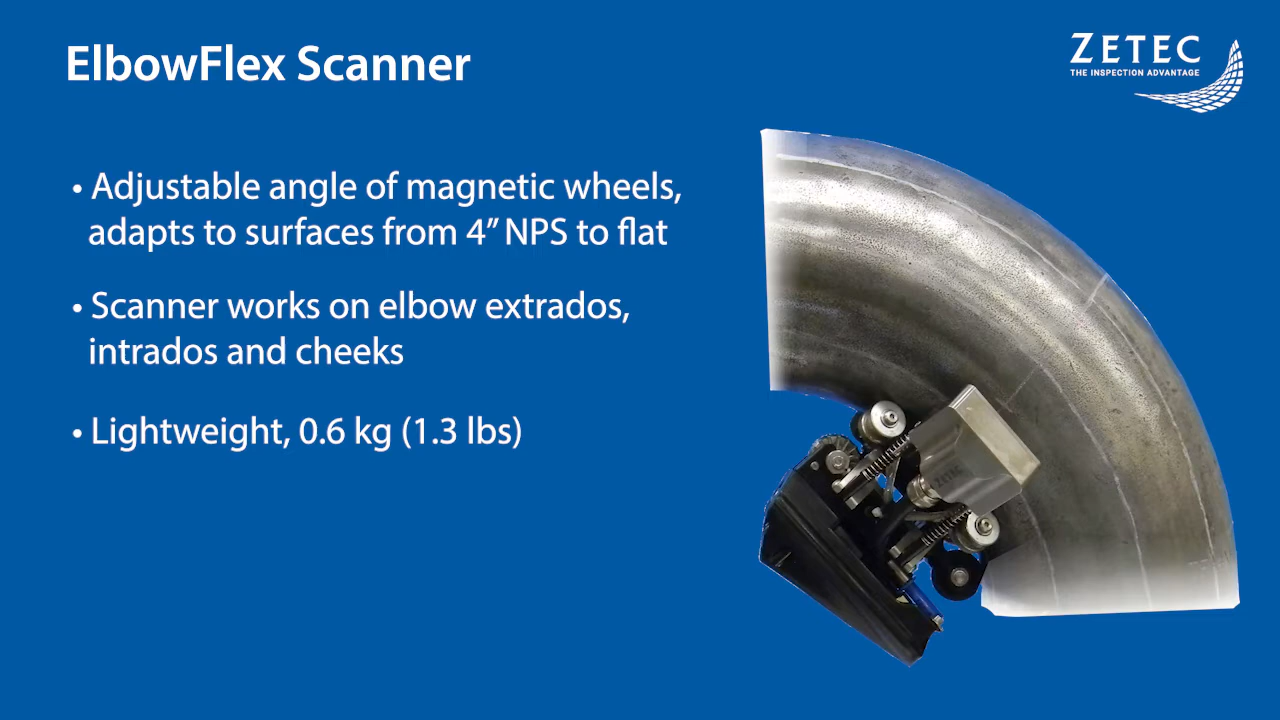 ElbowFlex Scanner
ZETEC
THE INSPECTION ADVANTAGE
• Adjustable angle of magnetic wheels,
adapts to surfaces from 4” NPS to flat
• Scanner works on elbow extrados,
intrados and cheeks
• Lightweight, 0.6 kg (1.3 lbs)
ZETEC